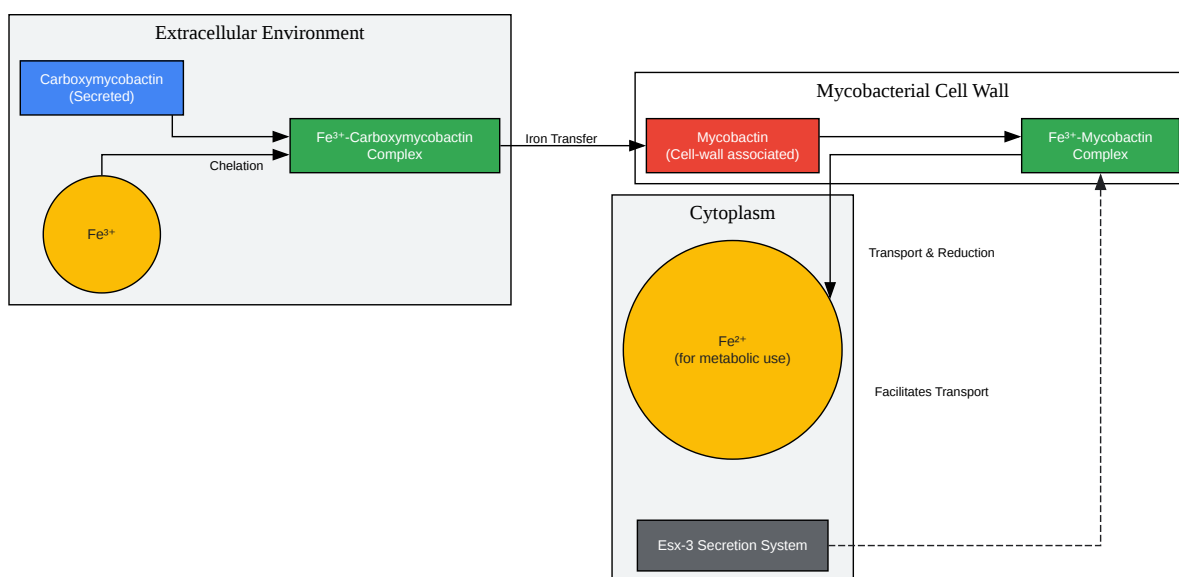 Extracellular Environment
Carboxymycobactin
(Secreted)
Fe³⁺-Carboxymycobactin
Complex
Chelation
Fe³⁺
Iron Transfer
Mycobacterial Cell Wall
Mycobactin
(Cell-wall associated)
Fe³⁺-Mycobactin
Complex
Cytoplasm
Transport & Reduction
Fe²⁺
(for metabolic use)
Facilitates Transport
Esx-3 Secretion System